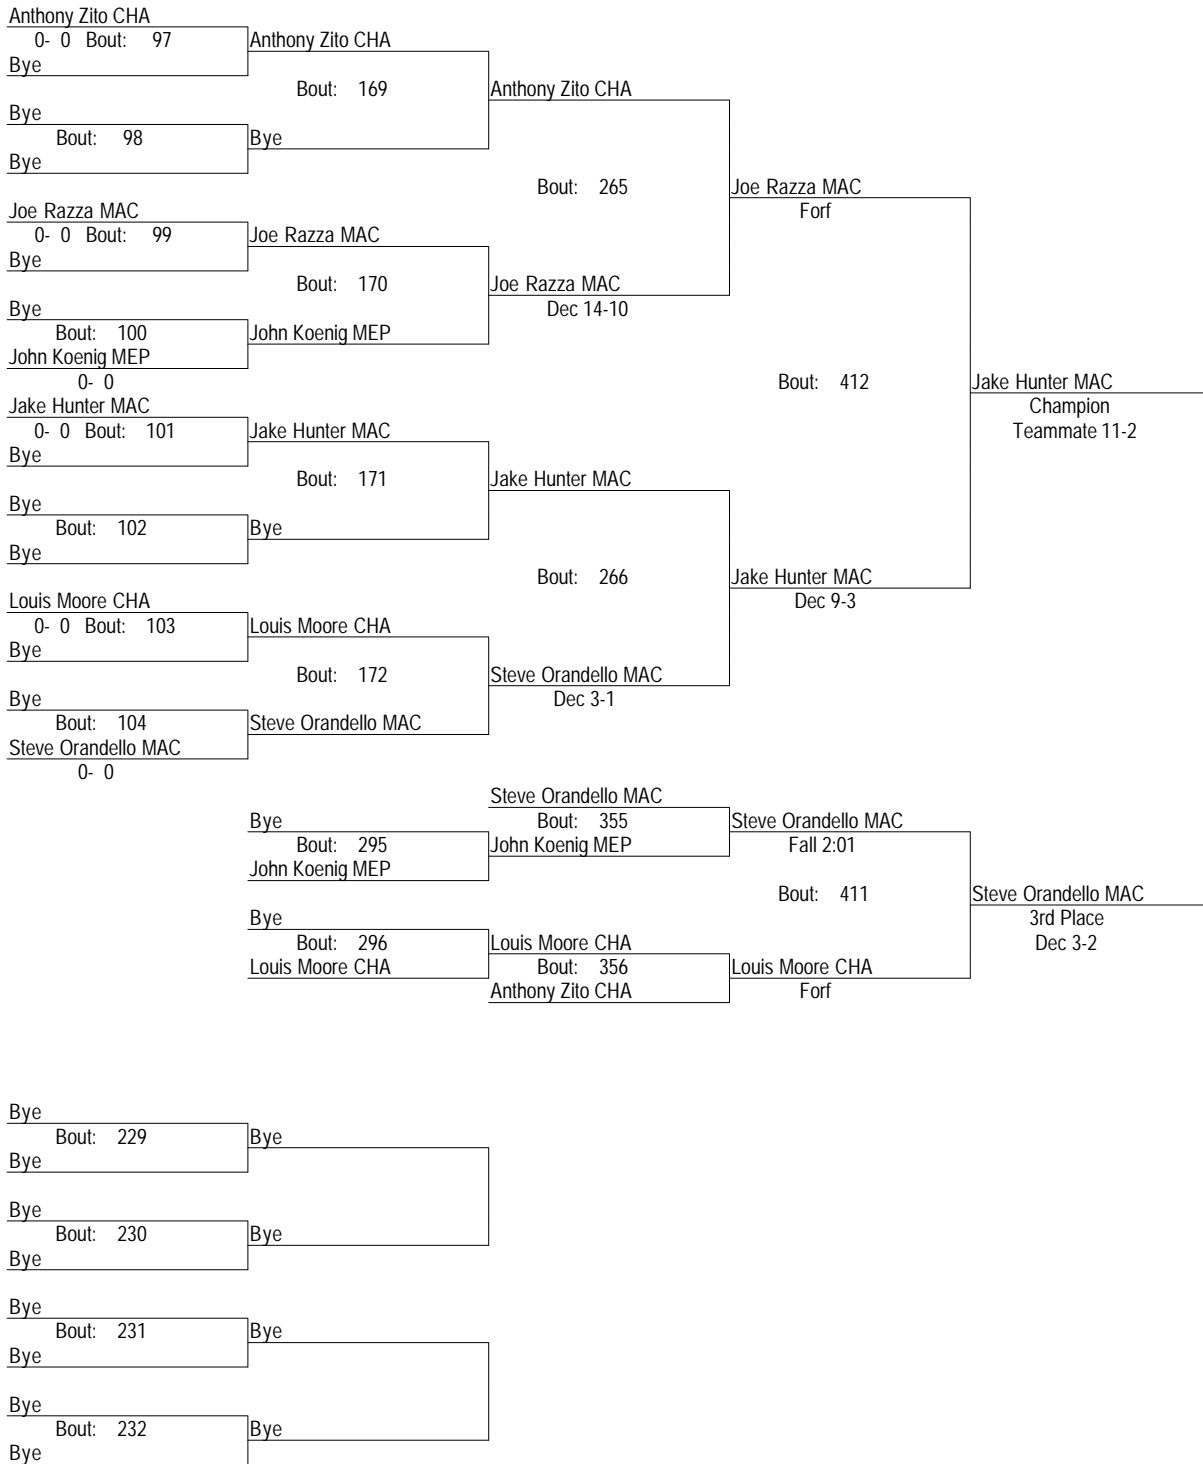 Anthony Zito CHA
0- 0 Bout: 97
Anthony Zito CHA
Bye
Bout: 169
Anthony Zito CHA
Bye
Bout: 98
Bye
Bye
Bout: 265
Joe Razza MAC
Forf
Joe Razza MAC
0- 0 Bout: 99
Joe Razza MAC
Bye
Bout: 170
Joe Razza MAC
Dec 14-10
Bye
Bout: 100
John Koenig MEP
John Koenig MEP
0- 0
Bout: 412
Jake Hunter MAC
Champion
Teammate 11-2
Jake Hunter MAC
0- 0 Bout: 101
Jake Hunter MAC
Bye
Bout: 171
Jake Hunter MAC
Bye
Bout: 102
Bye
Bye
Bout: 266
Jake Hunter MAC
Dec 9-3
Louis Moore CHA
0- 0 Bout: 103
Louis Moore CHA
Bye
Bout: 172
Steve Orandello MAC
Dec 3-1
Bye
Bout: 104
Steve Orandello MAC
Steve Orandello MAC
0- 0
Steve Orandello MAC
Bye
Bout: 355
Steve Orandello MAC
Bout: 295
John Koenig MEP
Fall 2:01
John Koenig MEP
Bout: 411
Steve Orandello MAC
3rd Place
Dec 3-2
Bye
Bout: 296
Louis Moore CHA
Louis Moore CHA
Bout: 356
Louis Moore CHA
Anthony Zito CHA
Forf
Bye
Bout: 229
Bye
Bye
Bye
Bout: 230
Bye
Bye
Bye
Bout: 231
Bye
Bye
Bye
Bout: 232
Bye
Bye